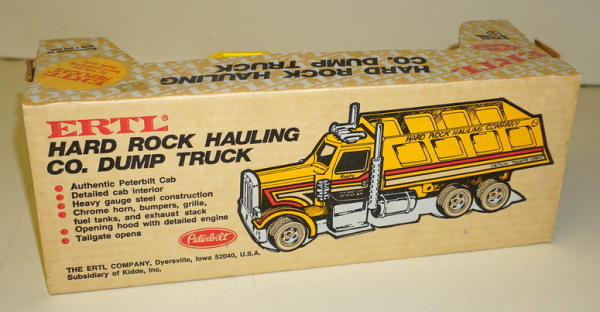 HARD ROCK HAULING
CO. DUMP TRUCK
ERTL
ERTL®
HARD ROCK HAULING
CO. DUMP TRUCK
Authentic Peterbilt Cab
Detailed cab interior
Heavy gauge steel construction
Chrome horn, bumpers, grille,
fuel tanks, and exhaust stack
Opening hood with detailed engine
Tailgate opens
Peterbilt
THE ERTL COMPANY, Dyersville, Iowa 52040, U.S.A.
Subsidiary of Kidde, Inc.
HARD ROCK HAULING COMPANY